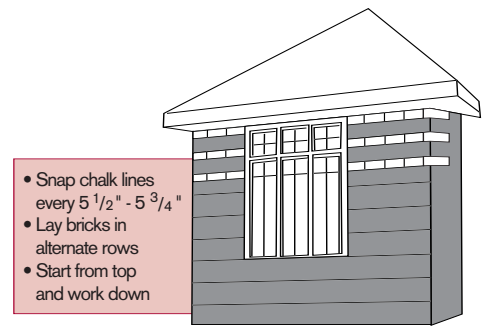 • Snap chalk lines
every 5 1/2" - 5 3/4"
• Lay bricks in
alternate rows
• Start from top
and work down